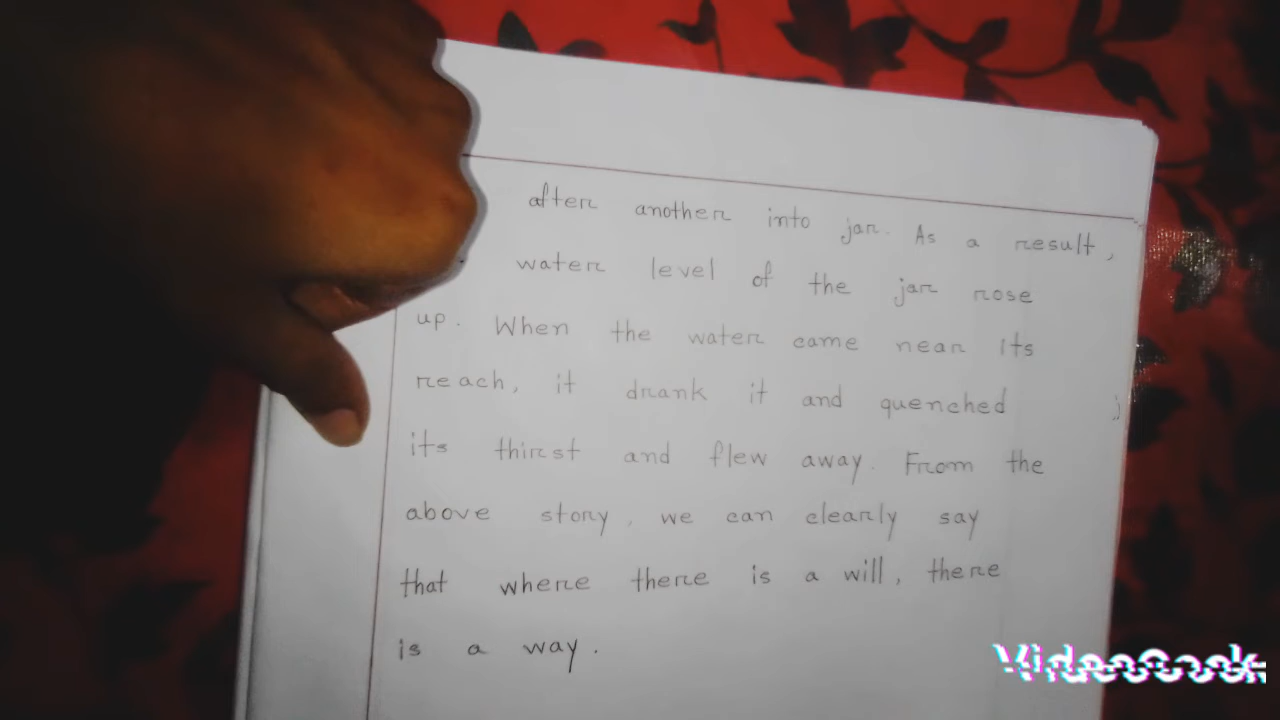 after another into jar. As a result,
water level of the jar rose
up. When the water came near its
reach, it drank it and quenched
its thirst and flew away. From the
above story, we can clearly say
that where there is a will, there
is a way.
VideoCook